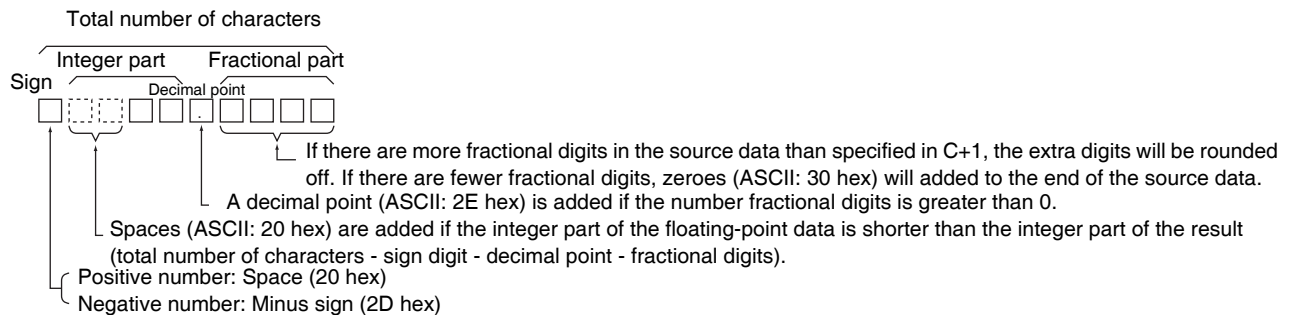 Total number of characters
Integer part Fractional part
Sign
Decimal point
.
If there are more fractional digits in the source data than specified in C+1, the extra digits will be rounded
off. If there are fewer fractional digits, zeroes (ASCII: 30 hex) will added to the end of the source data.
A decimal point (ASCII: 2E hex) is added if the number fractional digits is greater than 0.
Spaces (ASCII: 20 hex) are added if the integer part of the floating-point data is shorter than the integer part of the result
(total number of characters - sign digit - decimal point - fractional digits).
Positive number: Space (20 hex)
Negative number: Minus sign (2D hex)